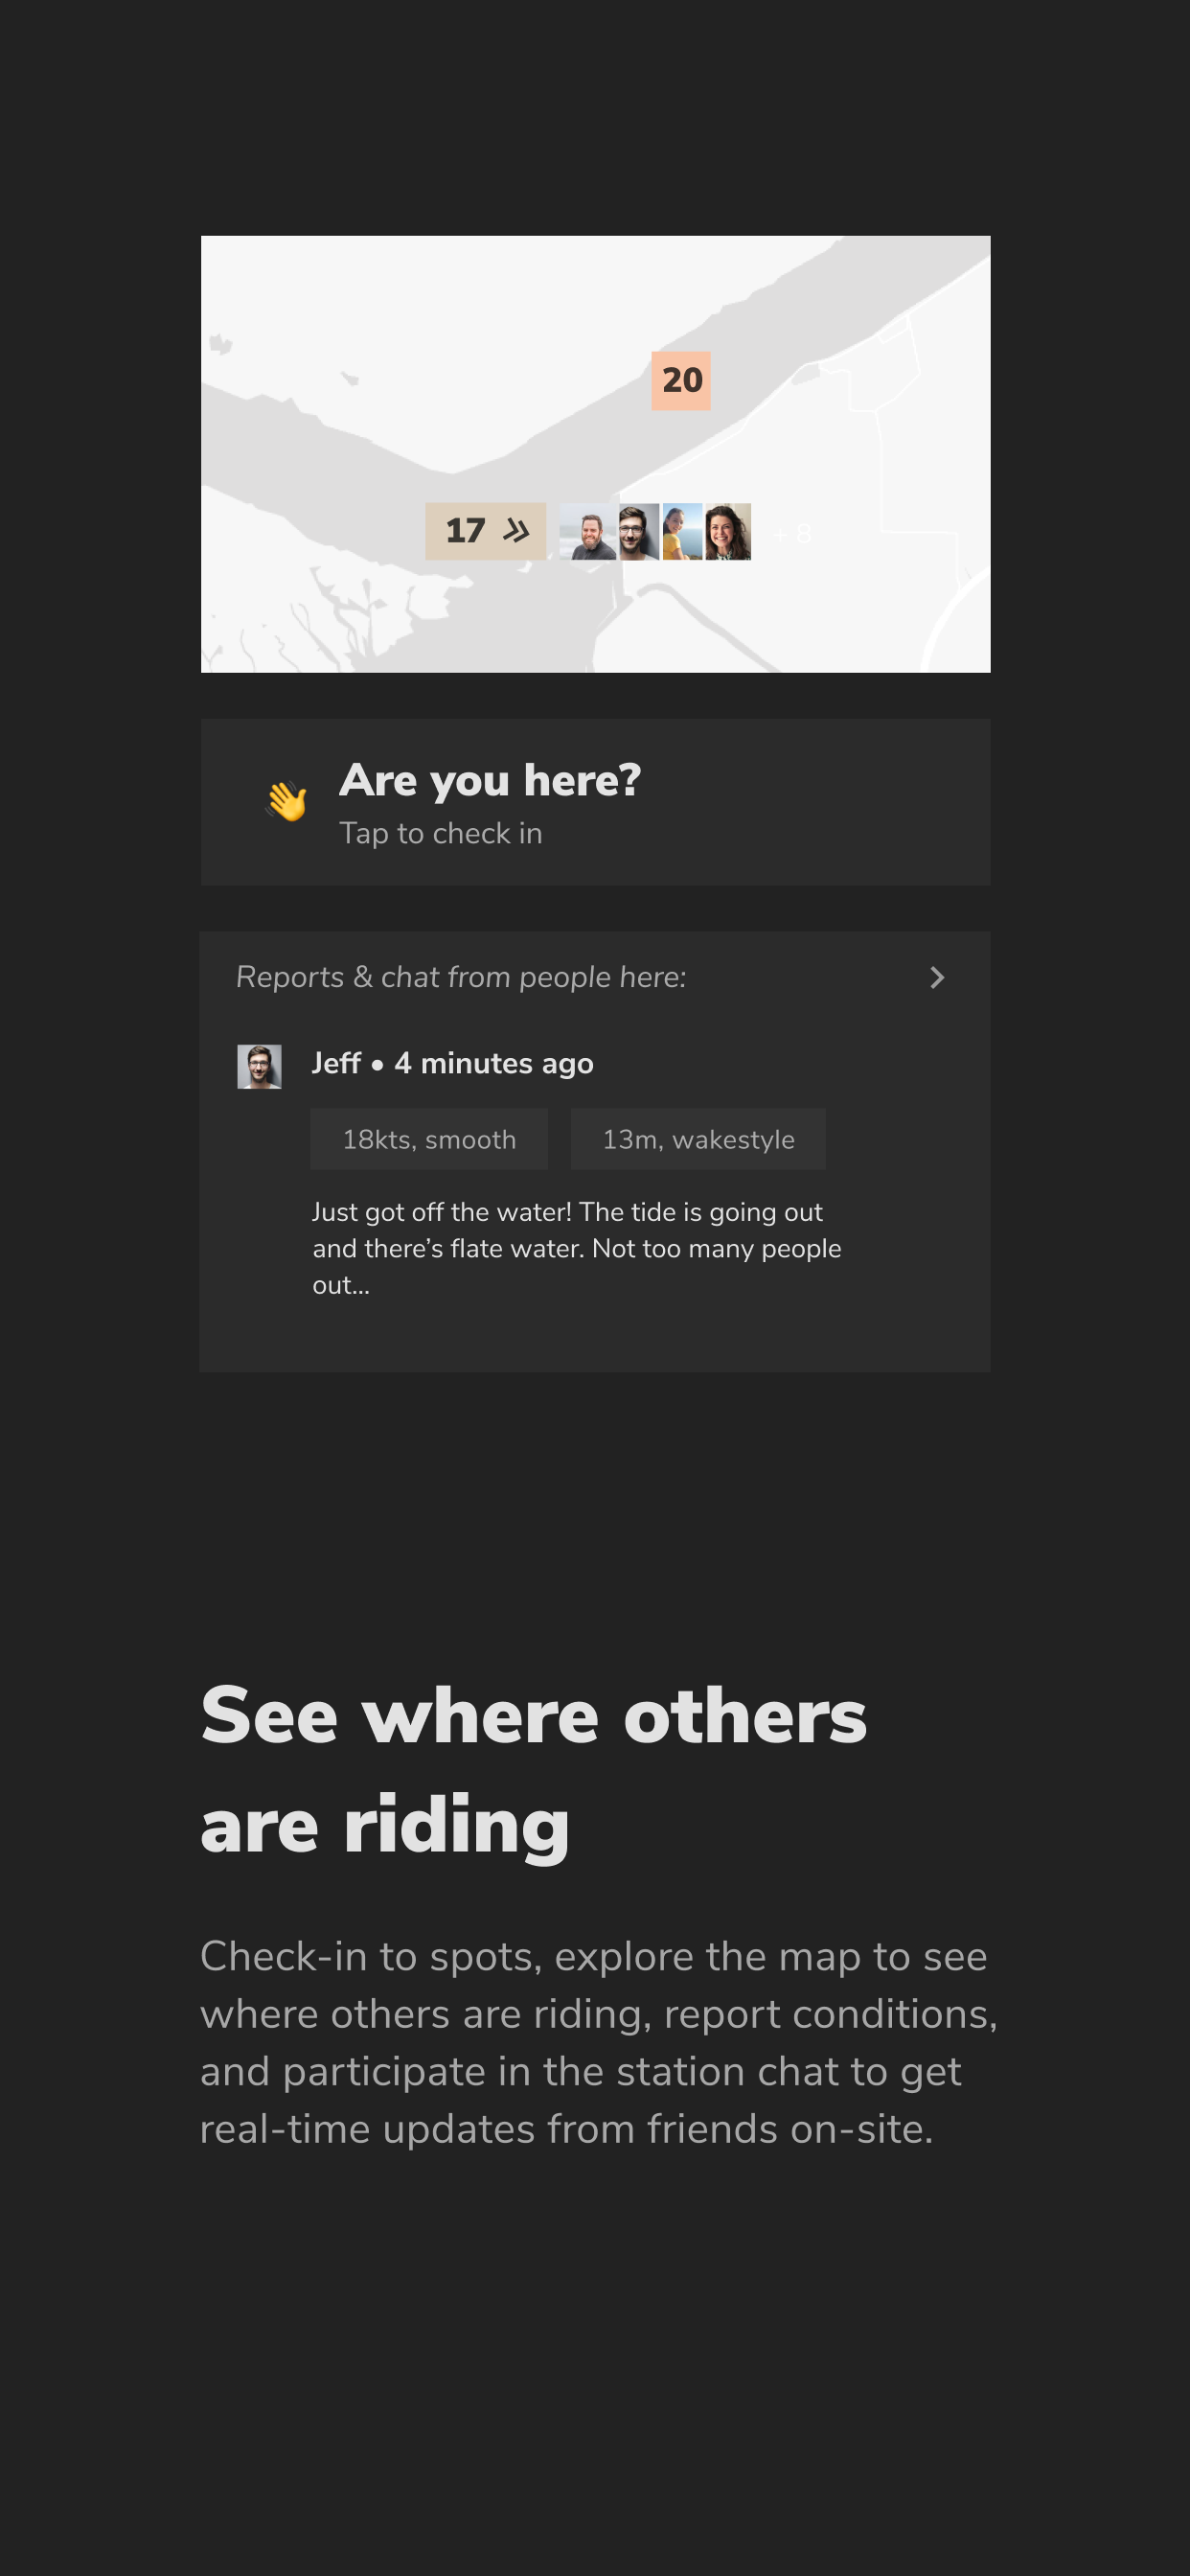 20
17
+ 8
Are you here?
Tap to check in
Reports & chat from people here:
Jeff • 4 minutes ago
18kts, smooth
13m, wakestyle
Just got off the water! The tide is going out
and there’s flate water. Not too many people
out...
See where others
are riding
Check-in to spots, explore the map to see
where others are riding, report conditions,
and participate in the station chat to get
real-time updates from friends on-site.